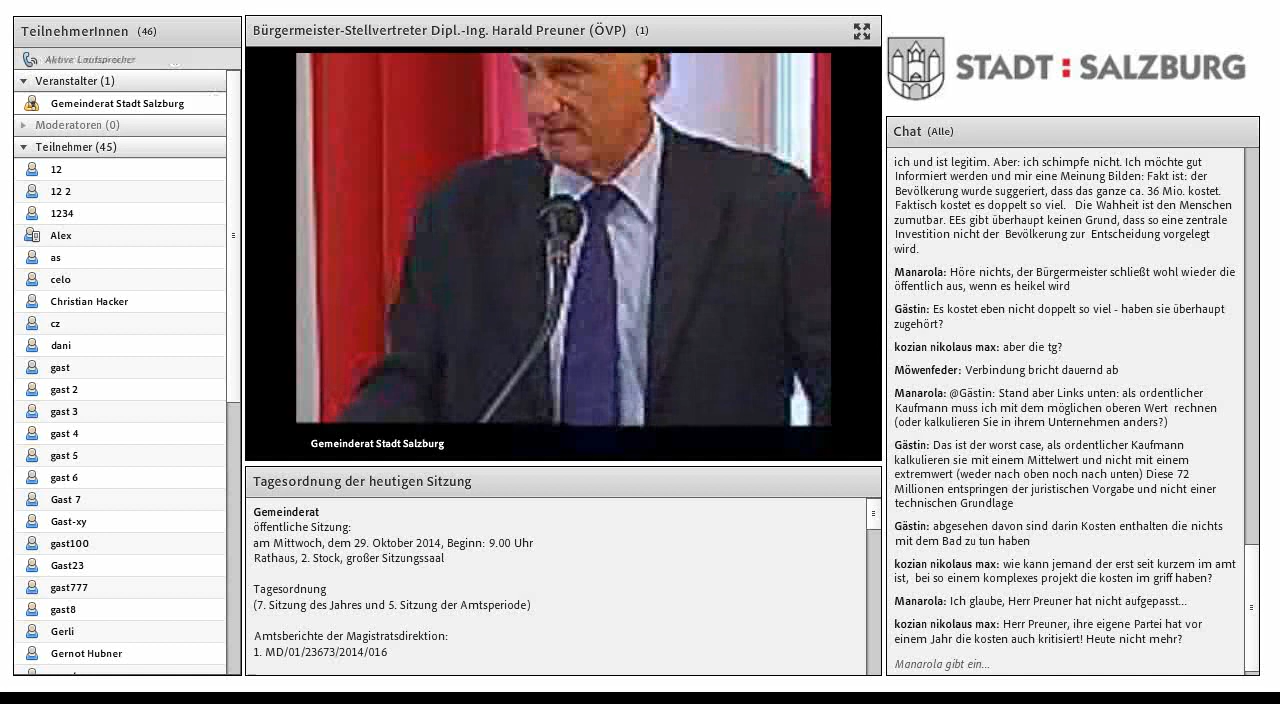 TeilnehmerInnen (46)
Aktive Lautsprecher
Veranstalter (1)
Gemeinderat Stadt Salzburg
Moderatoren (0)
Teilnehmer (45)
12
12 2
1234
Alex
as
celo
Christian Hacker
cz
dani
gast
gast 2
gast 3
gast 4
gast 5
gast 6
Gast 7
Gast-xy
gast100
Gast23
gast777
gast8
Gerli
Gernot Hubner
Bürgermeister-Stellvertreter Dipl.-Ing. Harald Preuner (ÖVP) (1)
Gemeinderat Stadt Salzburg
Tagesordnung der heutigen Sitzung
Gemeinderat
öffentliche Sitzung:
am Mittwoch, dem 29. Oktober 2014, Beginn: 9.00 Uhr
Rathaus, 2. Stock, großer Sitzungssaal
Tagesordnung
(7. Sitzung des Jahres und 5. Sitzung der Amtsperiode)
Amtsberichte der Magistratsdirektion:
1. MD/01/23673/2014/016
STADT : SALZBURG
Chat (Alle)
ich und ist legitim. Aber: ich schimpfe nicht. Ich möchte gut
Informiert werden und mir eine Meinung Bilden: Fakt ist: der
Bevölkerung wurde suggeriert, dass das ganze ca. 36 Mio. kostet.
Faktisch kostet es doppelt so viel. Die Wahrheit ist den Menschen
zumutbar. EEs gibt überhaupt keinen Grund, dass so eine zentrale
Investition nicht der Bevölkerung zur Entscheidung vorgelegt
wird.
Manarola: Höre nichts, der Bürgermeister schließt wohl wieder die
öffentlich aus, wenn es heikel wird
Gästin: Es kostet eben nicht doppelt so viel - haben sie überhaupt
zugehört?
kozian nikolaus max: aber die tg?
Möwenfeder: Verbindung bricht dauernd ab
Manarola: @Gästin: Stand aber Links unten: als ordentlicher
Kaufmann muss ich mit dem möglichen oberen Wert rechnen
(oder kalkulieren Sie in ihrem Unternehmen anders?)
Gästin: Das ist der worst case, als ordentlicher Kaufmann
kalkulieren sie mit einem Mittelwert und nicht mit einem
extremwert (weder nach oben noch nach unten) Diese 72
Millionen entspringen der juristischen Vorgabe und nicht einer
technischen Grundlage
Gästin: abgesehen davon sind darin Kosten enthalten die nichts
mit dem Bad zu tun haben
kozian nikolaus max: wie kann jemand der erst seit kurzem im amt
ist, bei so einem komplexes projekt die kosten im griff haben?
Manarola: Ich glaube, Herr Preuner hat nicht aufgepasst...
kozian nikolaus max: Herr Preuner, ihre eigene Partei hat vor
einem Jahr die kosten auch kritisiert! Heute nicht mehr?
Manarola gibt ein...